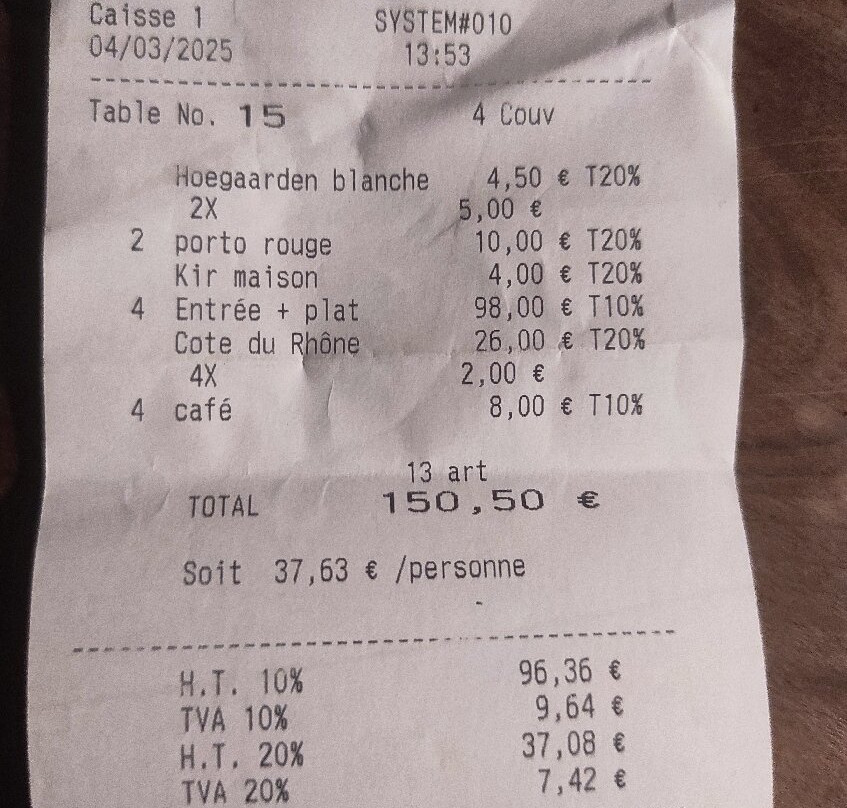 Caisse 1 SYSTEM#010
04/03/2025 13:53
Table No. 15 4 Couv
Hoegaarden blanche 4,50 € T20%
2X 5,00 €
2 porto rouge 10,00 € T20%
Kir maison 4,00 € T20%
4 Entrée + plat 98,00 € T10%
Cote du Rhône 26,00 € T20%
4X 2,00 €
4 café 8,00 € T10%
13 art
TOTAL 150,50 €
Soit 37,63 € /personne
H.T. 10% 96,36 €
TVA 10% 9,64 €
H.T. 20% 37,08 €
TVA 20% 7,42 €